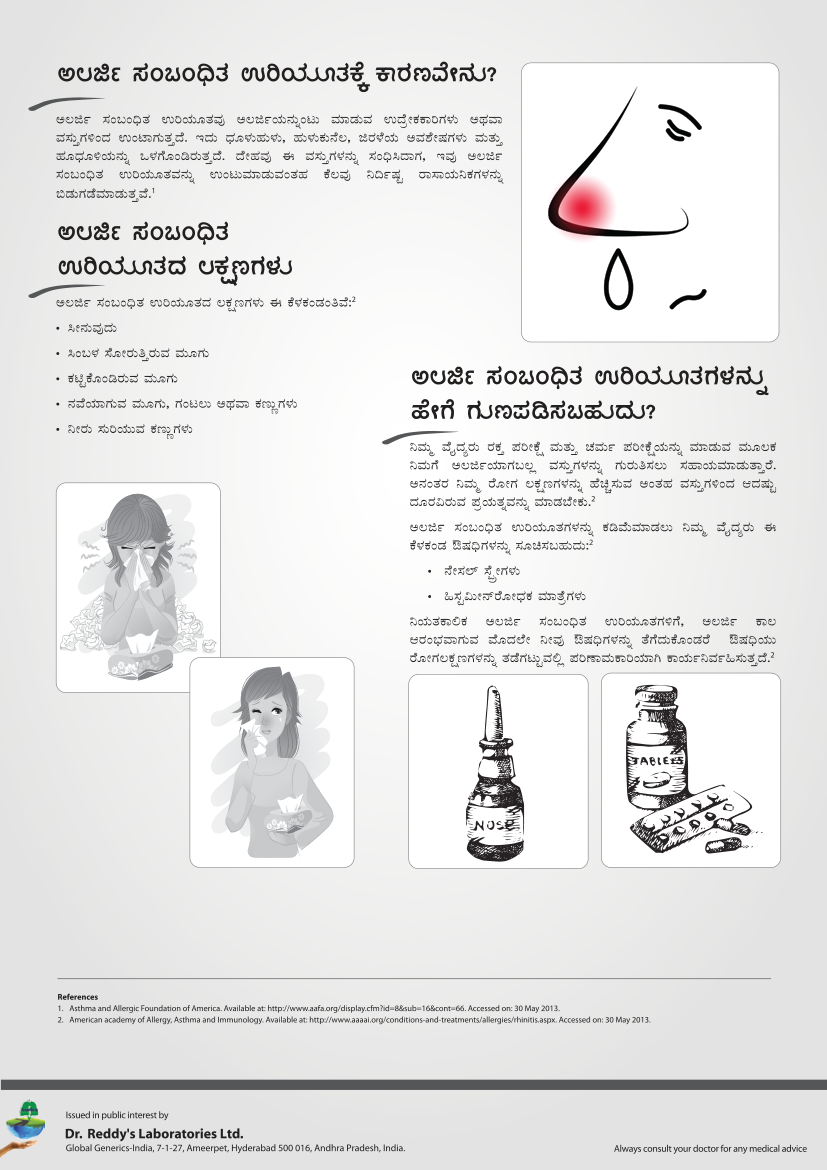 ಅಲರ್ಜಿ ಸಂಬಂಧಿತ ಉರಿಯೂತಕ್ಕೆ ಕಾರಣವೇನು?
ಅಲರ್ಜಿ ಸಂಬಂಧಿತ ಉರಿಯೂತವು ಅಲರ್ಜಿಯನ್ನುಂಟು ಮಾಡುವ ಉದ್ರೇಕಕಾರಿಗಳು ಅಥವಾ
ವಸ್ತುಗಳಿಂದ ಉಂಟಾಗುತ್ತದೆ. ಇದು ಧೂಳುಹುಳು, ಹುಳುಕುನೆಲ, ಜಿರಳೆಯ ಅವಶೇಷಗಳು ಮತ್ತು
ಹೂಧೂಳಿಯನ್ನು ಒಳಗೊಂಡಿರುತ್ತದೆ. ದೇಹವು ಈ ವಸ್ತುಗಳನ್ನು ಸಂಧಿಸಿದಾಗ, ಇವು ಅಲರ್ಜಿ
ಸಂಬಂಧಿತ ಉರಿಯೂತವನ್ನು ಉಂಟುಮಾಡುವಂತಹ ಕೆಲವು ನಿರ್ದಿಷ್ಟ ರಾಸಾಯನಿಕಗಳನ್ನು
ಬಿಡುಗಡೆಮಾಡುತ್ತವೆ.1
ಅಲರ್ಜಿ ಸಂಬಂಧಿತ
ಉರಿಯೂತದ ಲಕ್ಷಣಗಳು
ಅಲರ್ಜಿ ಸಂಬಂಧಿತ ಉರಿಯೂತದ ಲಕ್ಷಣಗಳು ಈ ಕೆಳಕಂಡಂತಿವೆ:2
• ಸೀನುವುದು
• ಸಿಂಬಳ ಸೋರುತ್ತಿರುವ ಮೂಗು
• ಕಟ್ಟಿಕೊಂಡಿರುವ ಮೂಗು
• ನವೆಯಾಗುವ ಮೂಗು, ಗಂಟಲು ಅಥವಾ ಕಣ್ಣುಗಳು
• ನೀರು ಸುರಿಯುವ ಕಣ್ಣುಗಳು
ಅಲರ್ಜಿ ಸಂಬಂಧಿತ ಉರಿಯೂತಗಳನ್ನು
ಹೇಗೆ ಗುಣಪಡಿಸಬಹುದು?
ನಿಮ್ಮ ವೈದ್ಯರು ರಕ್ತ ಪರೀಕ್ಷೆ ಮತ್ತು ಚರ್ಮ ಪರೀಕ್ಷೆಯನ್ನು ಮಾಡುವ ಮೂಲಕ
ನಿಮಗೆ ಅಲರ್ಜಿಯಾಗಬಲ್ಲ ವಸ್ತುಗಳನ್ನು ಗುರುತಿಸಲು ಸಹಾಯಮಾಡುತ್ತಾರೆ.
ಅನಂತರ ನಿಮ್ಮ ರೋಗ ಲಕ್ಷಣಗಳನ್ನು ಹೆಚ್ಚಿಸುವ ಅಂತಹ ವಸ್ತುಗಳಿಂದ ಆದಷ್ಟು
ದೂರವಿರುವ ಪ್ರಯತ್ನವನ್ನು ಮಾಡಬೇಕು.2
ಅಲರ್ಜಿ ಸಂಬಂಧಿತ ಉರಿಯೂತಗಳನ್ನು ಕಡಿಮೆಮಾಡಲು ನಿಮ್ಮ ವೈದ್ಯರು ಈ
ಕೆಳಕಂಡ ಔಷಧಿಗಳನ್ನು ಸೂಚಿಸಬಹುದು:2
• ನೇಸಲ್ ಸ್ಪ್ರೇಗಳು
• ಹಿಸ್ಟಮೀನ್‌ರೋಧಕ ಮಾತ್ರೆಗಳು
ನಿಯತಕಾಲಿಕ ಅಲರ್ಜಿ ಸಂಬಂಧಿತ ಉರಿಯೂತಗಳಿಗೆ, ಅಲರ್ಜಿ ಕಾಲ
ಆರಂಭವಾಗುವ ಮೊದಲೇ ನೀವು ಔಷಧಿಗಳನ್ನು ತೆಗೆದುಕೊಂಡರೆ ಔಷಧಿಯು
ರೋಗಲಕ್ಷಣಗಳನ್ನು ತಡೆಗಟ್ಟುವಲ್ಲಿ ಪರಿಣಾಮಕಾರಿಯಾಗಿ ಕಾರ್ಯನಿರ್ವಹಿಸುತ್ತದೆ.2
NOSE
TABLETS
References
1. Asthma and Allergic Foundation of America. Available at: http://www.aafa.org/display.cfm?id=8&sub=16&cont=66. Accessed on: 30 May 2013.
2. American academy of Allergy, Asthma and Immunology. Available at: http://www.aaaai.org/conditions-and-treatments/allergies/rhinitis.aspx. Accessed on: 30 May 2013.
Issued in public interest by
Dr. Reddy's Laboratories Ltd.
Global Generics-India, 7-1-27, Ameerpet, Hyderabad 500 016, Andhra Pradesh, India.
Always consult your doctor for any medical advice